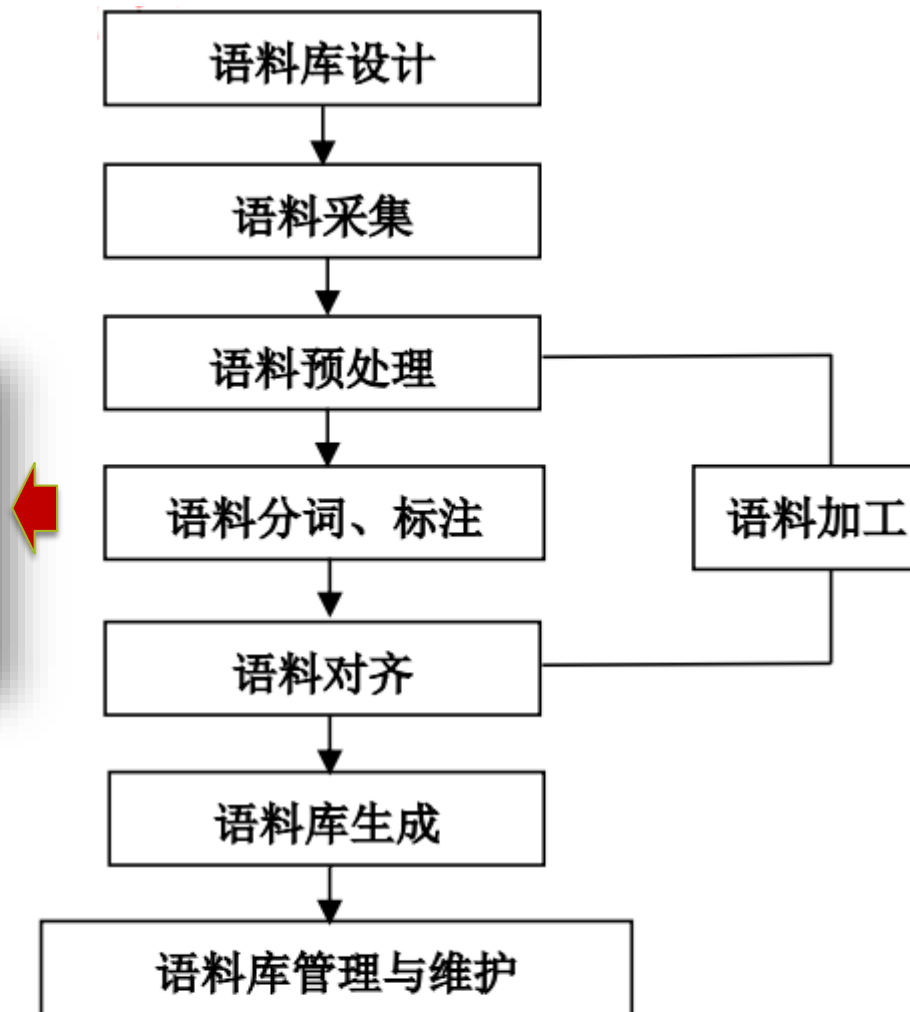 语料库设计
语料采集
语料预处理
语料分词、标注
语料加工
语料对齐
语料库生成
语料库管理与维护